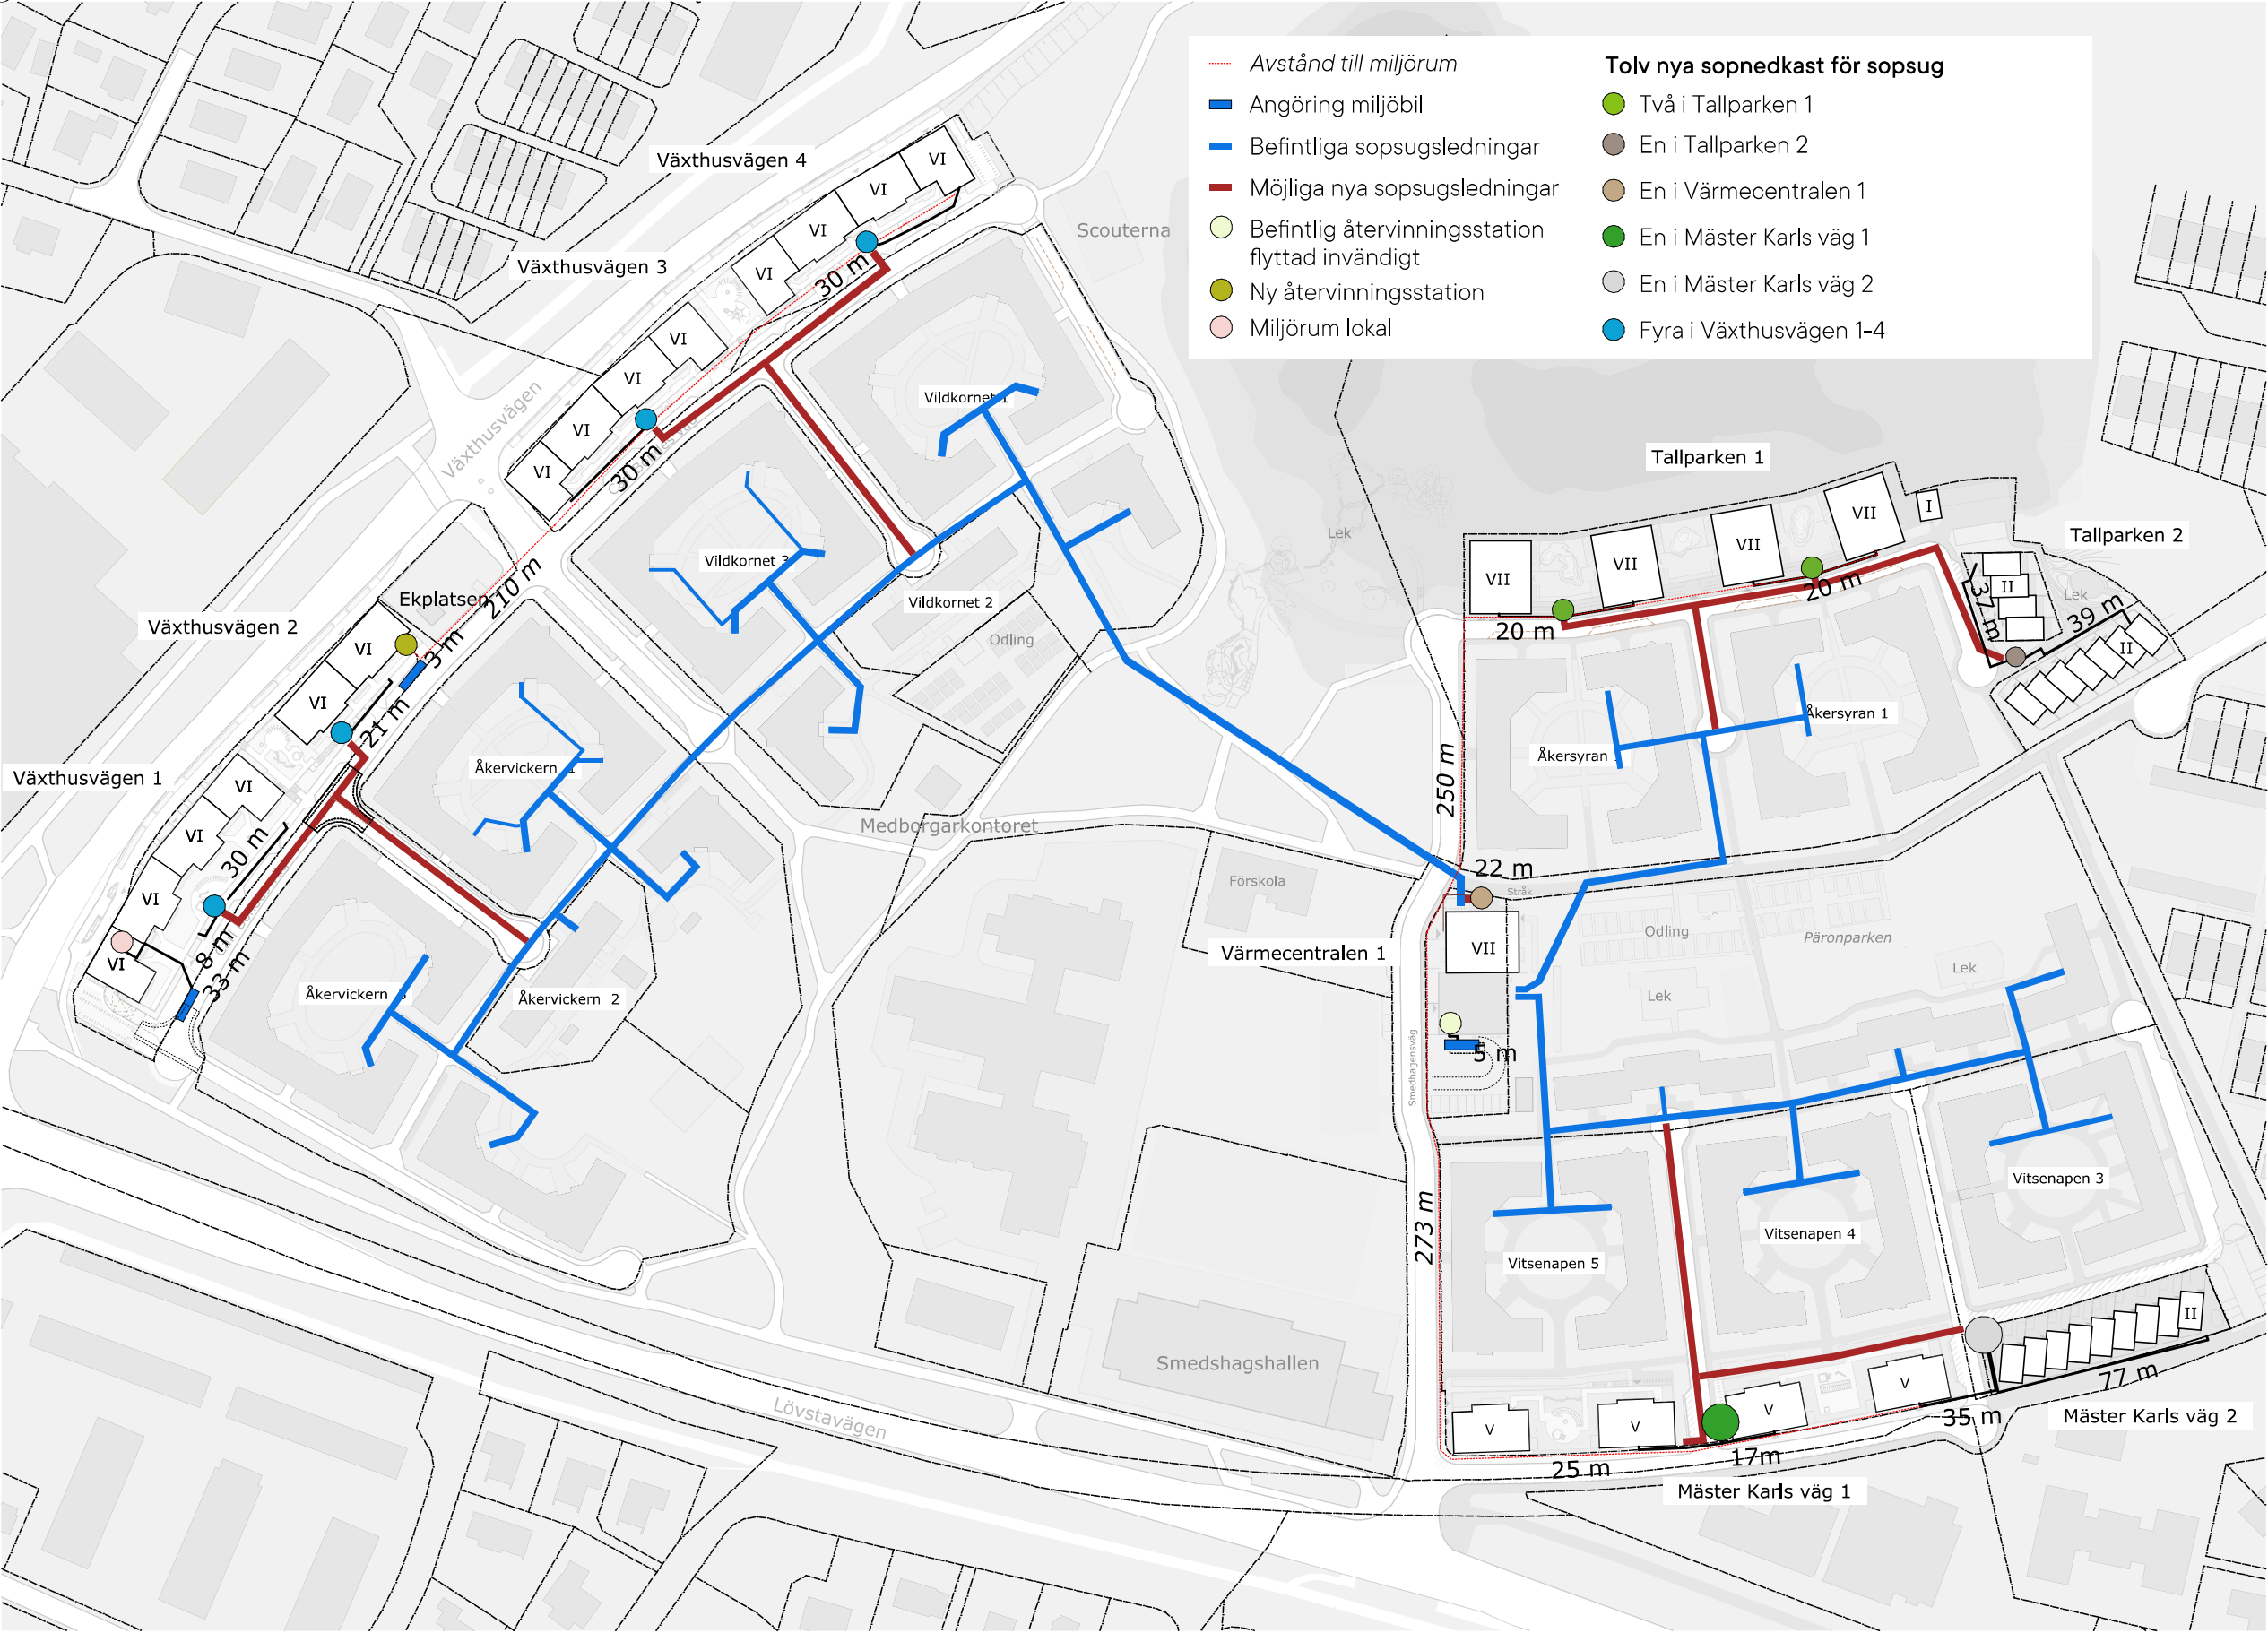 Avstånd till miljörum
Angöring miljöbil
Befintliga sopsugsledningar
Möjliga nya sopsugsledningar
Befintlig återvinningsstation
flyttad invändigt
Ny återvinningsstation
Miljörum lokal
Tolv nya sopnedkast för sopsug
Två i Tallparken 1
En i Tallparken 2
En i Värmecentralen 1
En i Mäster Karls väg 1
En i Mäster Karls väg 2
Fyra i Växthusvägen 1-4
Växthusvägen 4
VI
VI
VI
VI
Scouterna
Växthusvägen 3
30 m
VI
VI
VI
VI
Växthusvägen
30 m
Vildkornet 1
Vildkornet 3
Vildkornet 2
Odling
Lek
Tallparken 1
VII
VII
VII
VII
I
Tallparken 2
20 m
20 m
II
37 m
Lek
39 m
II
Ekplatsen
210 m
3 m
Växthusvägen 2
VI
VI
21 m
Växthusvägen 1
VI
VI
30 m
VI
VI
8 m
33 m
Åkervickern
Åkervickern
Åkervickern 2
Medborgarkontoret
Förskola
250 m
Åkersyran
Åkersyran 1
22 m
Stråk
Värmecentralen 1
VII
Odling
Päronparken
Lek
Lek
5 m
Smedhagensväg
273 m
Vitsenapen 3
Vitsenapen 4
Vitsenapen 5
Smedshagshallen
Lövstavägen
V
V
V
V
II
25 m
17m
35 m
77 m
Mäster Karls väg 2
Mäster Karls väg 1